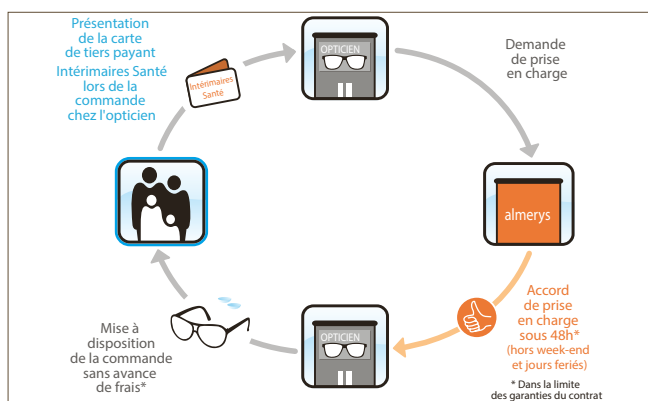 Présentation
de la carte
de tiers payant
Intérimaires Santé
lors de la
commande
chez l'opticien
Intérimaires
Santé
OPTICIEN
Demande
de prise
en charge
almerys
Accord
de prise
en charge
sous 48h*
(hors week-end
et jours feriés)
* Dans la limite
des garanties du contrat
OPTICIEN
Mise à
disposition
de la commande
sans avance
de frais*